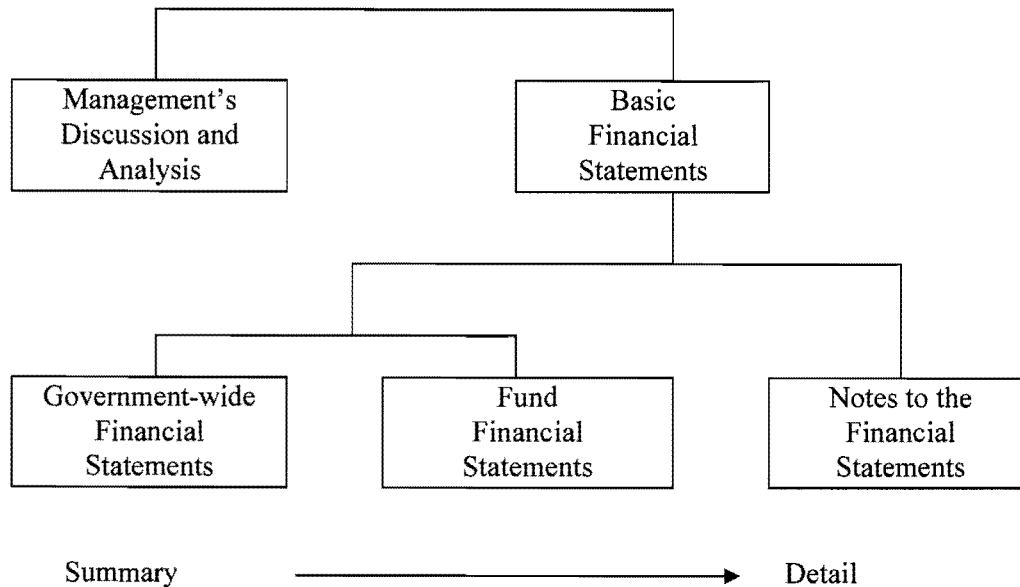 Management’s
Discussion and
Analysis
Basic
Financial
Statements
Government-wide
Financial
Statements
Fund
Financial
Statements
Notes to the
Financial
Statements
Summary
Detail